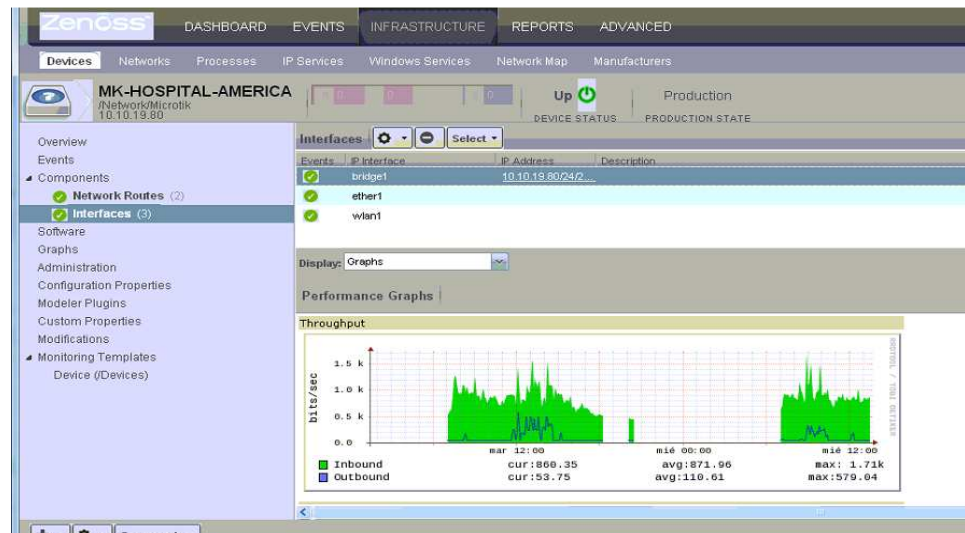 Zenoss
DASHBOARD EVENTS INFRASTRUCTURE REPORTS ADVANCED
Devices Networks Processes IP Services Windows Services Network Map Manufacturers
MK-HOSPITAL-AMERICA
/Network/Microtik
10.10.19.80
0 0 0
Up
DEVICE STATUS
Production
PRODUCTION STATE
Overview
Events
Components
Network Routes (2)
Interfaces (3)
Software
Graphs
Administration
Configuration Properties
Modeler Plugins
Custom Properties
Modifications
Monitoring Templates
Device (/Devices)
Interfaces Select
Events IP Interface IP Address Description
bridge1 10.10.19.80/24/2...
ether1
wlan1
Display: Graphs
Performance Graphs
Throughput
bits/sec
1.5 k
1.0 k
0.5 k
0.0
mar 12:00 mié 00:00 mié 12:00
Inbound cur:860.35 avg:871.96 max: 1.71k
Outbound cur:53.75 avg:110.61 max:579.04
RRDTOOL / TOBI OETIKER